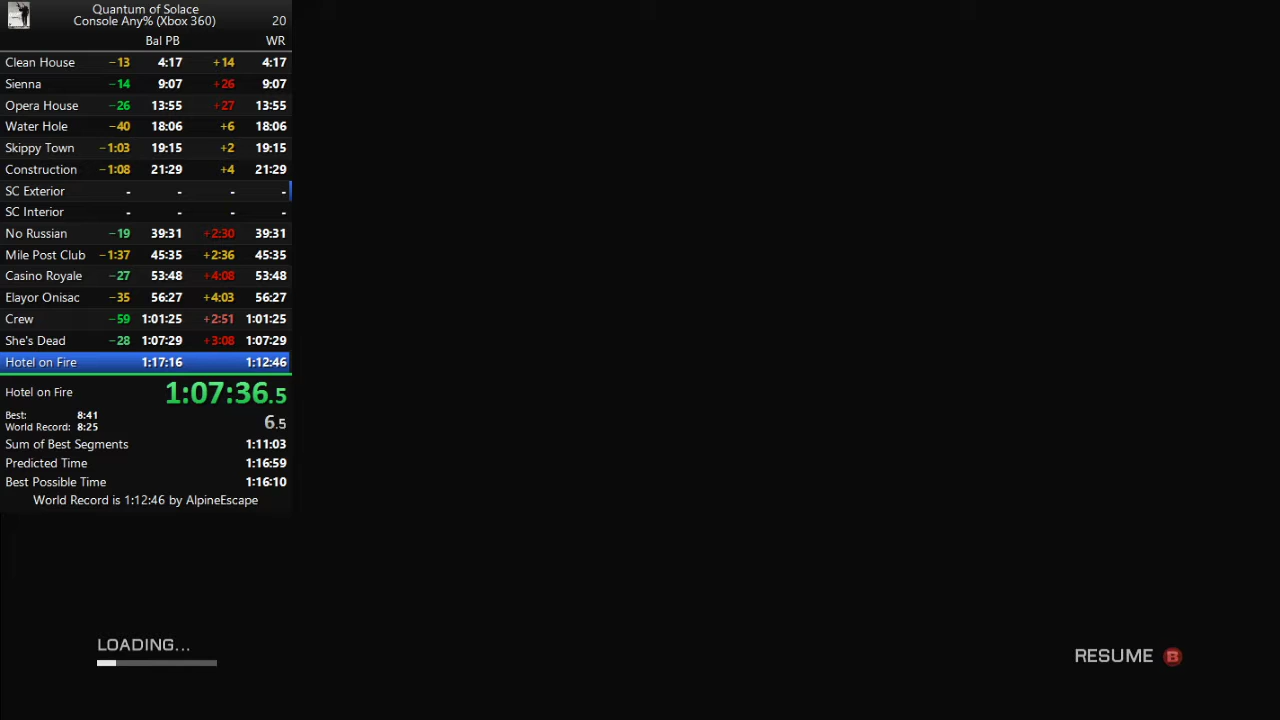 Quantum of Solace
Console Any% (Xbox 360) 20
Bal PB WR
Clean House −13 4:17 +14 4:17
Sienna −14 9:07 +26 9:07
Opera House −26 13:55 +27 13:55
Water Hole −40 18:06 +6 18:06
Skippy Town −1:03 19:15 +2 19:15
Construction −1:08 21:29 +4 21:29
SC Exterior - - - -
SC Interior - - - -
No Russian −19 39:31 +2:30 39:31
Mile Post Club −1:37 45:35 +2:36 45:35
Casino Royale −27 53:48 +4:08 53:48
Elayor Onisac −35 56:27 +4:03 56:27
Crew −59 1:01:25 +2:51 1:01:25
She's Dead −28 1:07:29 +3:08 1:07:29
Hotel on Fire 1:17:16 1:12:46
Hotel on Fire 1:07:36.5
Best: 8:41
World Record: 8:25 6.5
Sum of Best Segments 1:11:03
Predicted Time 1:16:59
Best Possible Time 1:16:10
World Record is 1:12:46 by AlpineEscape
LOADING...
RESUME B